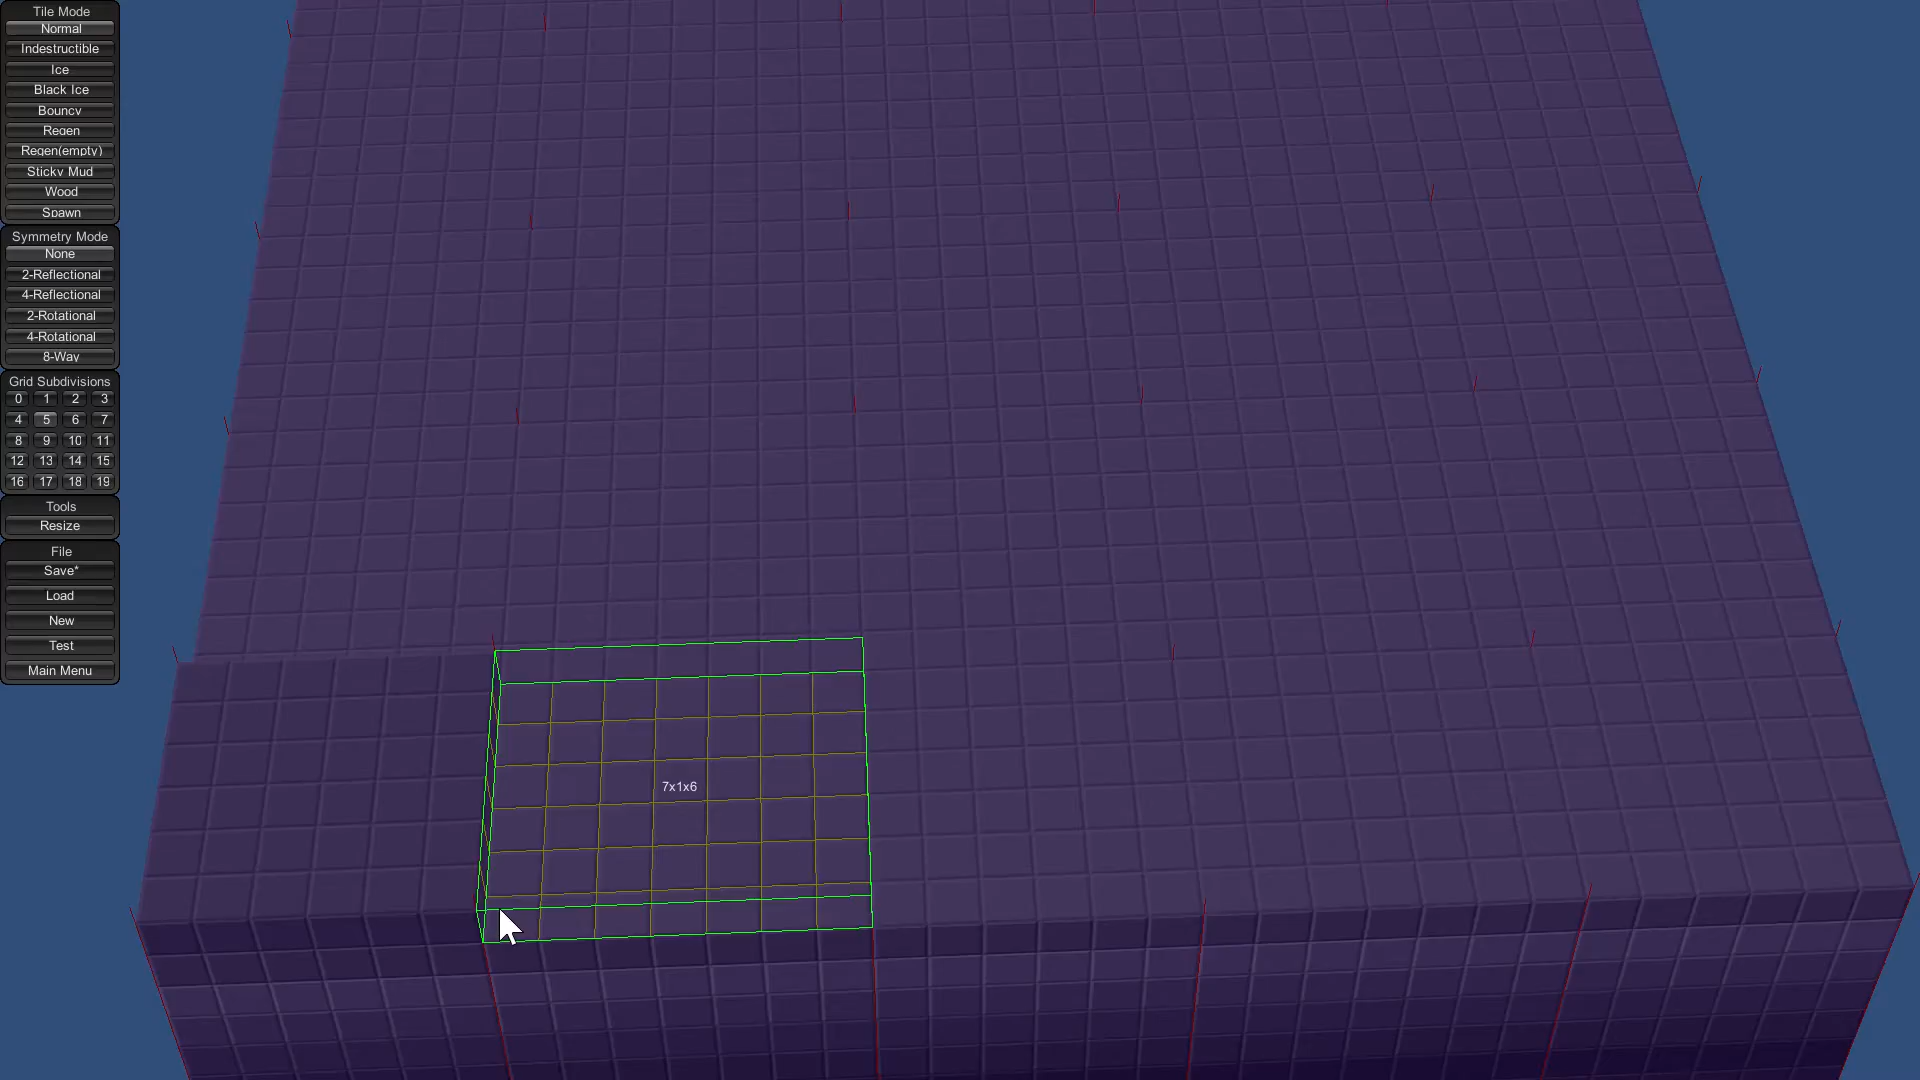 Tile Mode
Normal
Indestructible
Ice
Black Ice
Bouncy
Regen
Regen(empty)
Sticky Mud
Wood
Spawn
Symmetry Mode
None
2-Reflectional
4-Reflectional
2-Rotational
4-Rotational
8-Way
Grid Subdivisions
0 1 2 3
4 5 6 7
8 9 10 11
12 13 14 15
16 17 18 19
Tools
Resize
File
Save*
Load
New
Test
Main Menu
7x1x6